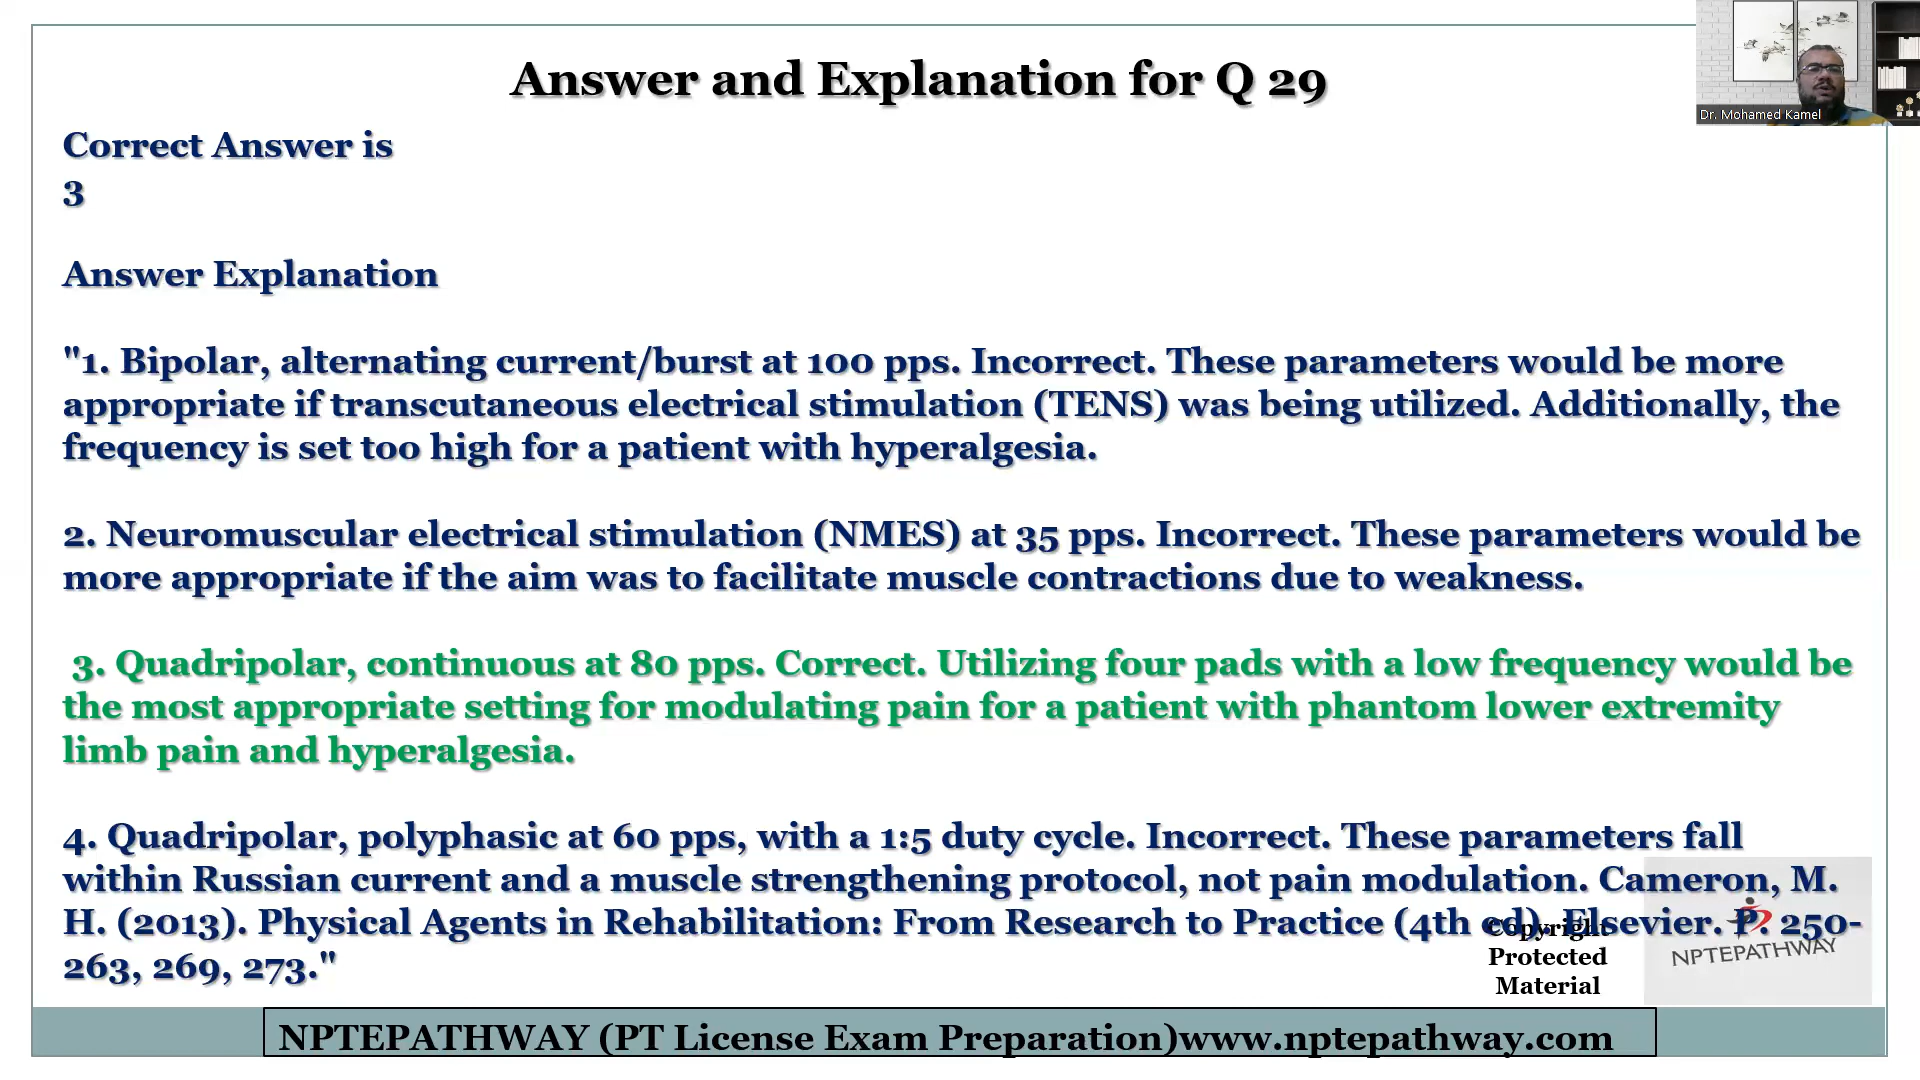 Answer and Explanation for Q 29
Dr. Mohamed Kamel
Correct Answer is
3
Answer Explanation
"1. Bipolar, alternating current/burst at 100 pps. Incorrect. These parameters would be more
appropriate if transcutaneous electrical stimulation (TENS) was being utilized. Additionally, the
frequency is set too high for a patient with hyperalgesia.
2. Neuromuscular electrical stimulation (NMES) at 35 pps. Incorrect. These parameters would be
more appropriate if the aim was to facilitate muscle contractions due to weakness.
3. Quadripolar, continuous at 80 pps. Correct. Utilizing four pads with a low frequency would be
the most appropriate setting for modulating pain for a patient with phantom lower extremity
limb pain and hyperalgesia.
4. Quadripolar, polyphasic at 60 pps, with a 1:5 duty cycle. Incorrect. These parameters fall
within Russian current and a muscle strengthening protocol, not pain modulation. Cameron, M.
H. (2013). Physical Agents in Rehabilitation: From Research to Practice (4th ed). Elsevier. P. 250-
263, 269, 273."
Copyright
Protected
Material
NPTEPATHWAY
NPTEPATHWAY (PT License Exam Preparation)www.nptepathway.com